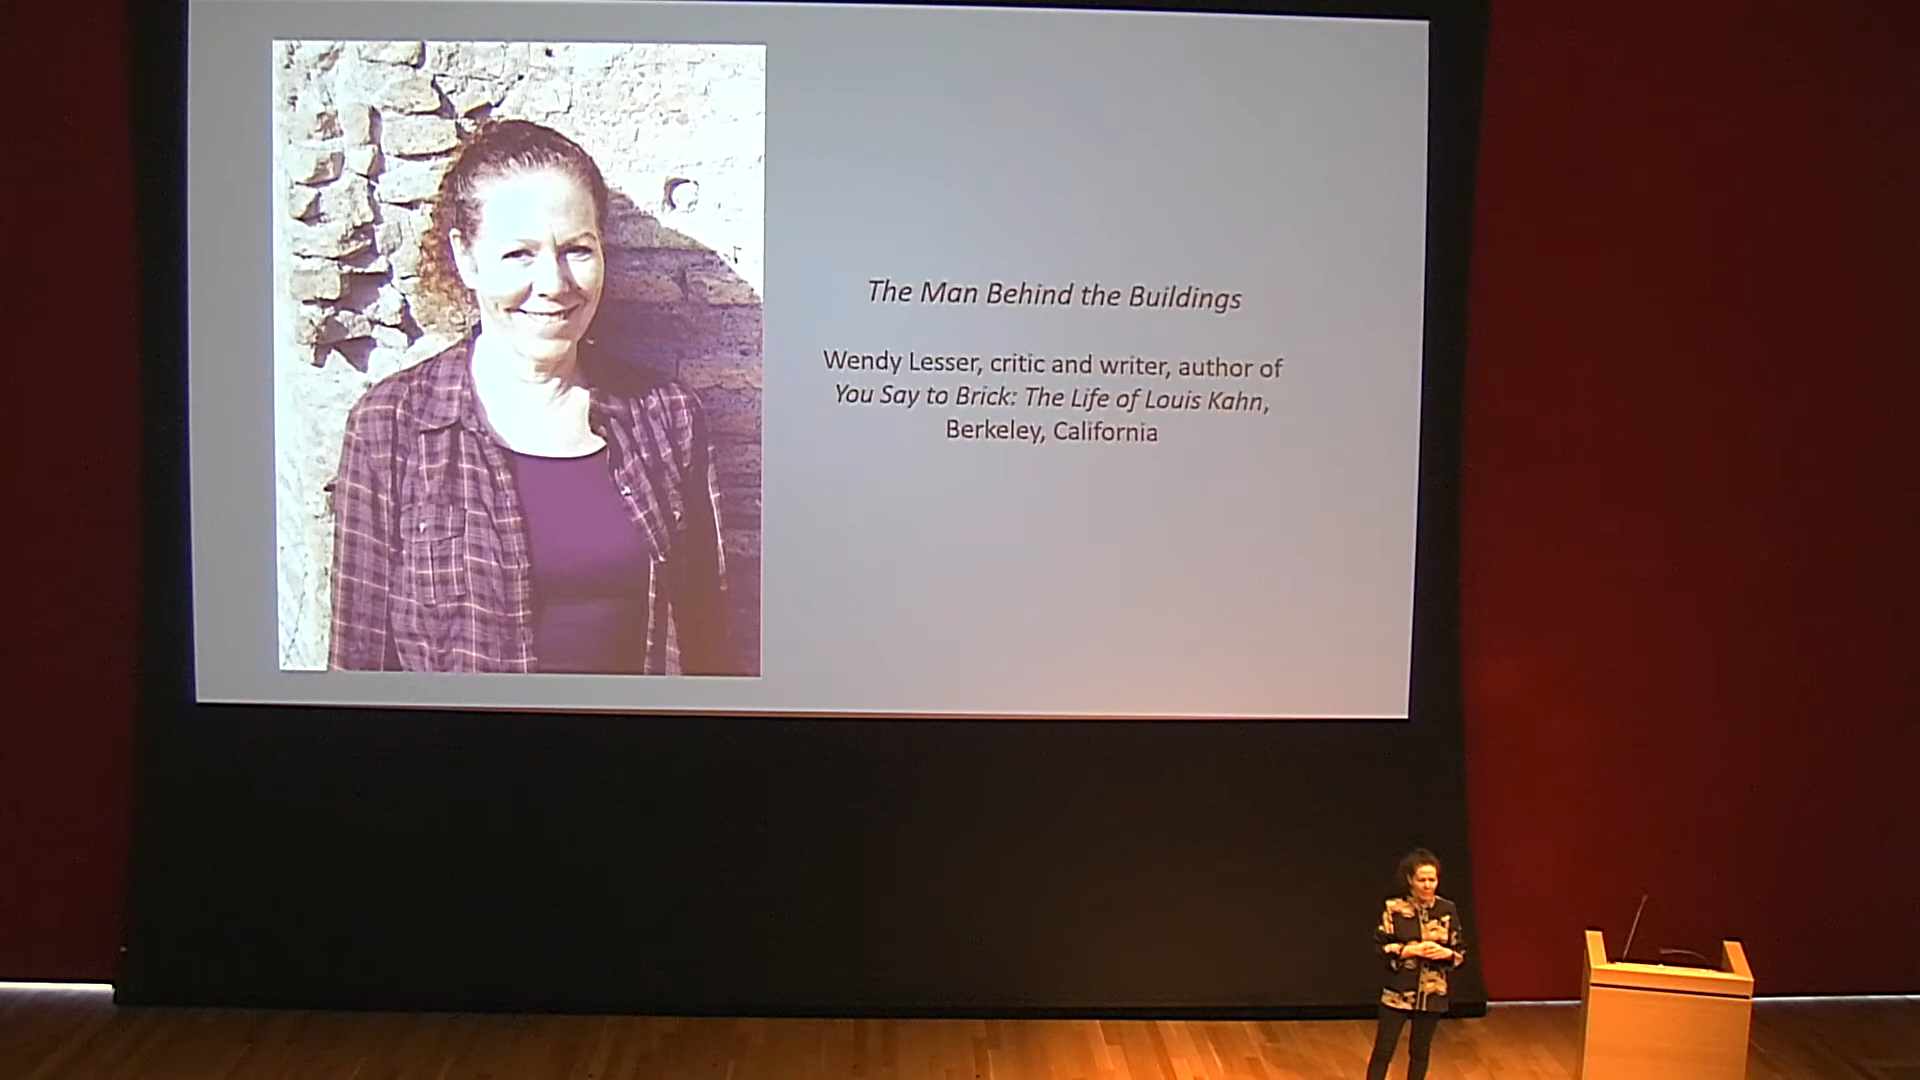 The Man Behind the Buildings
Wendy Lesser, critic and writer, author of
You Say to Brick: The Life of Louis Kahn,
Berkeley, California